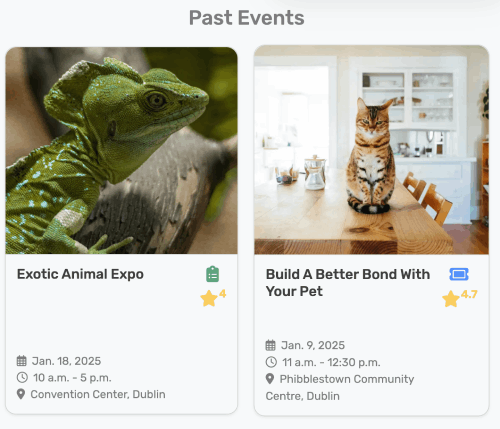 Past Events
Exotic Animal Expo
4
Jan. 18, 2025
10 a.m. - 5 p.m.
Convention Center, Dublin
Build A Better Bond With
Your Pet
4.7
Jan. 9, 2025
11 a.m. - 12:30 p.m.
Phibblestown Community
Centre, Dublin